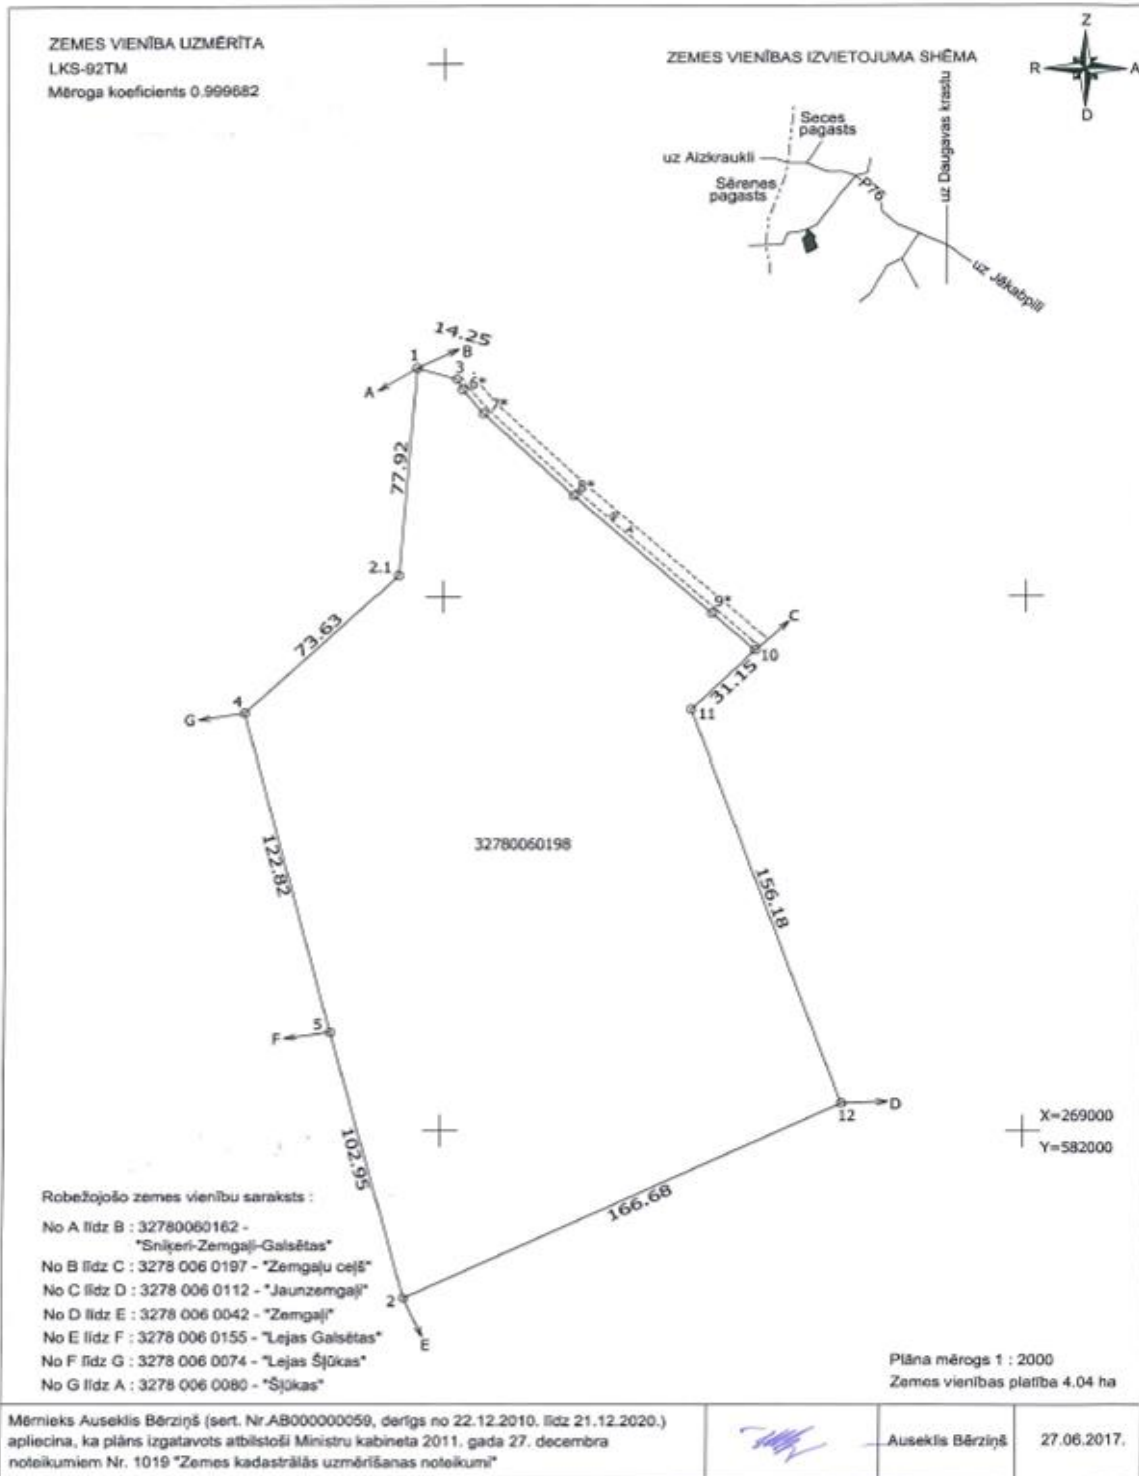 ZEMES VIENĪBA UZMĒRĪTA
LKS-92TM
Mēroga koeficients 0.999682
ZEMES VIENĪBAS IZVIETOJUMA SHĒMA
Z
R
A
D
Seces
pagasts
uz Aizkraukli
Sērenes
pagasts
P76
uz Daugavas krastu
uz Jēkabpili
14.25
1
B
A
3
6*
7*
77.92
8*
2.1
9*
C
73.63
10
31.15
4
G
11
32780060198
122.82
156.18
5
F
D
12
X=269000
Y=582000
102.95
166.68
2
E
Robežojošo zemes vienību saraksts :
No A līdz B : 32780060162 -
"Sniķeri-Zemgaļi-Galsētas"
No B līdz C : 3278 006 0197 - "Zemgaļu ceļš"
No C līdz D : 3278 006 0112 - "Jaunzemgaļi"
No D līdz E : 3278 006 0042 - "Zemgaļi"
No E līdz F : 3278 006 0155 - "Lejas Galsētas"
No F līdz G : 3278 006 0074 - "Lejas Šļūkas"
No G līdz A : 3278 006 0080 - "Šļūkas"
Plāna mērogs 1 : 2000
Zemes vienības platība 4.04 ha
Mērnieks Auseklis Bērziņš (sert. Nr.AB000000059, derīgs no 22.12.2010. līdz 21.12.2020.)
apliecina, ka plāns izgatavots atbilstoši Ministru kabineta 2011. gada 27. decembra
noteikumiem Nr. 1019 "Zemes kadastrālās uzmērīšanas noteikumi"
Auseklis Bērziņš
27.06.2017.